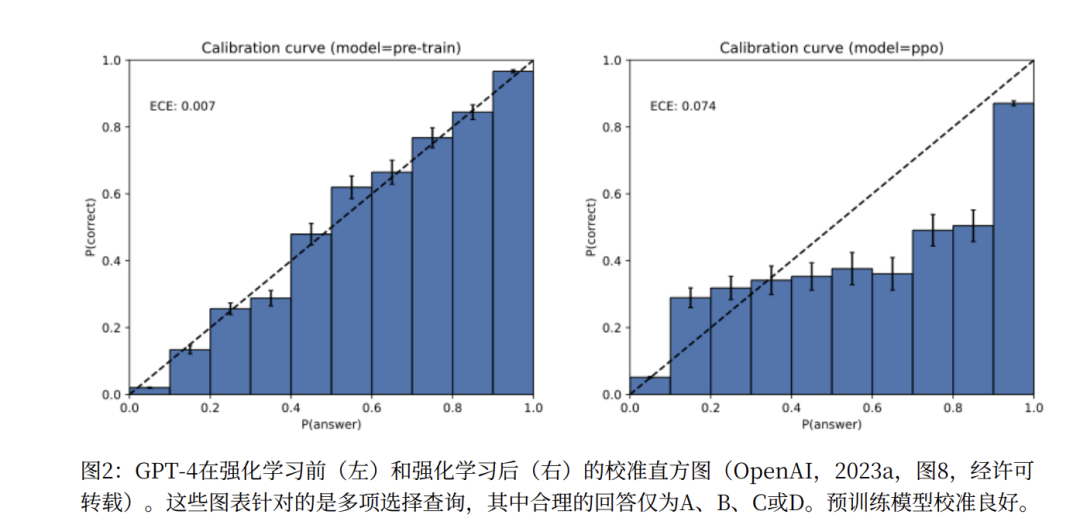 Calibration curve (model=pre-train)
1.0
0.8
0.6
0.4
0.2
0.0
P(correct)
ECE: 0.007
0.0 0.2 0.4 0.6 0.8 1.0
P(answer)
Calibration curve (model=ppo)
1.0
0.8
0.6
0.4
0.2
0.0
P(correct)
ECE: 0.074
0.0 0.2 0.4 0.6 0.8 1.0
P(answer)
图2：GPT-4在强化学习前（左）和强化学习后（右）的校准直方图（OpenAI，2023a，图8，经许可
转载）。这些图表针对的是多项选择查询，其中合理的回答仅为A、B、C或D。预训练模型校准良好。